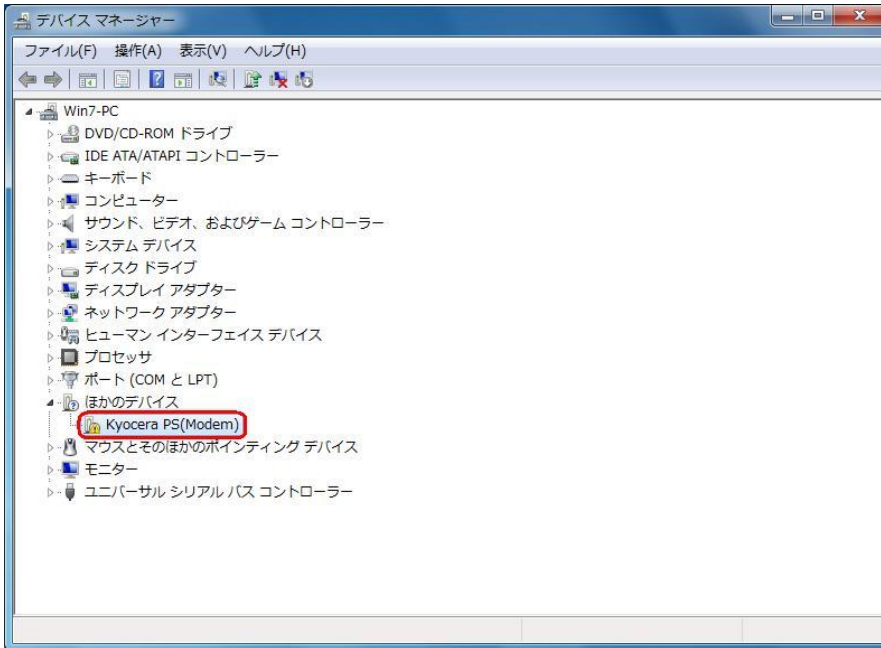 デバイス マネージャー
ファイル(F) 操作(A) 表示(V) ヘルプ(H)
Win7-PC
DVD/CD-ROM ドライブ
IDE ATA/ATAPI コントローラー
キーボード
コンピューター
サウンド、ビデオ、およびゲーム コントローラー
システム デバイス
ディスク ドライブ
ディスプレイ アダプター
ネットワーク アダプター
ヒューマン インターフェイス デバイス
プロセッサ
ポート (COM と LPT)
ほかのデバイス
Kyocera PS(Modem)
マウスとそのほかのポインティング デバイス
モニター
ユニバーサル シリアル バス コントローラー